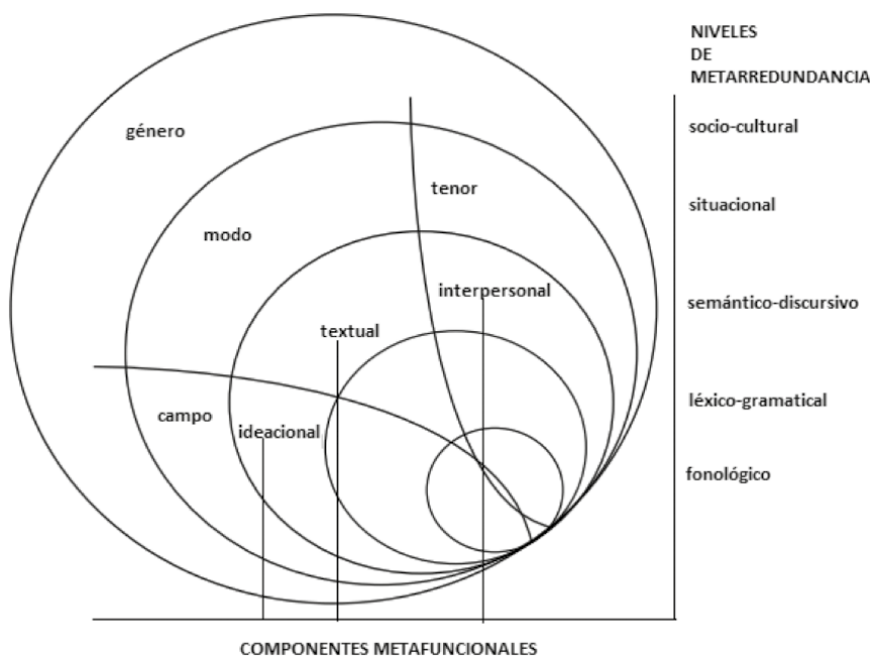 NIVELES
DE
METARREDUNDANCIA
género
socio-cultural
tenor
situacional
modo
interpersonal
semántico-discursivo
textual
campo
ideacional
léxico-gramatical
fonológico
COMPONENTES METAFUNCIONALES